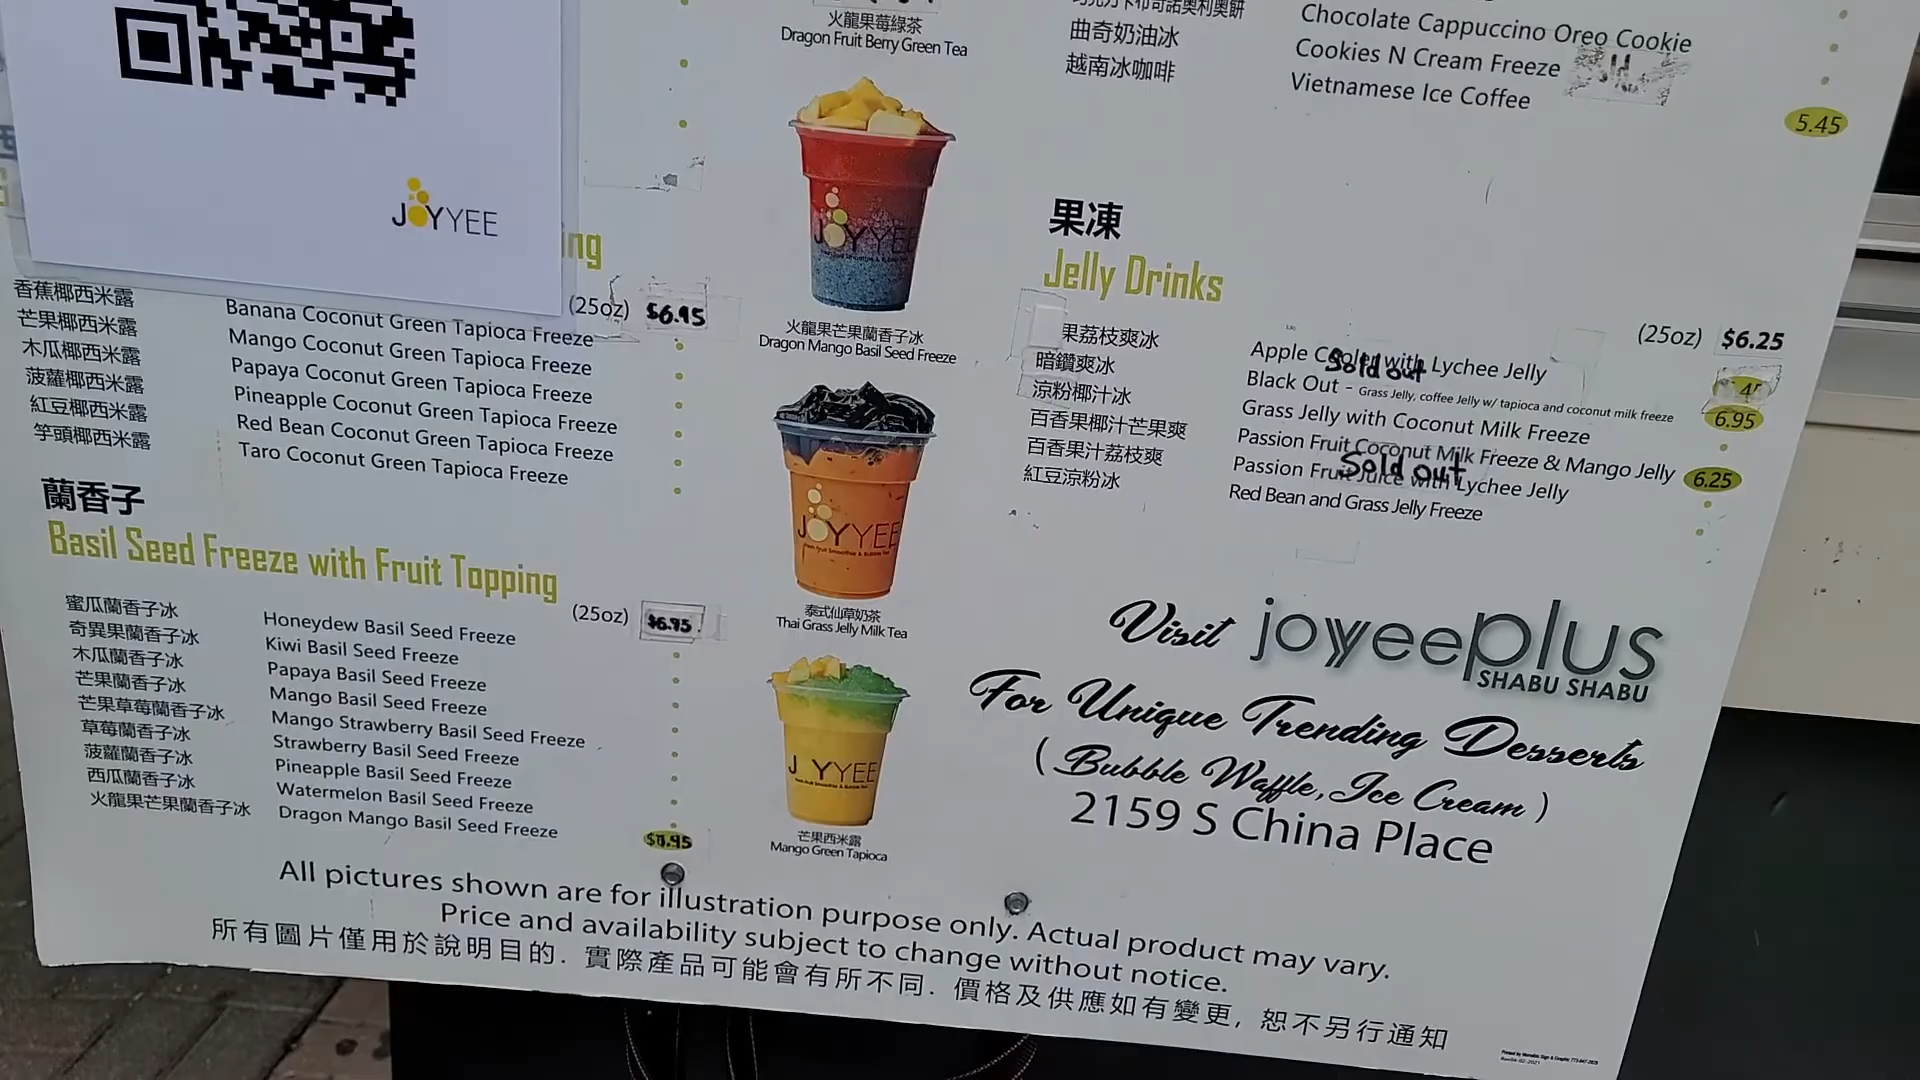 火龍果莓綠茶
Dragon Fruit Berry Green Tea
曲奇奶油冰
越南冰咖啡
Chocolate Cappuccino Oreo Cookie
Cookies N Cream Freeze
Vietnamese Ice Coffee
5.45
JOYYEE
ing
(25oz) $6.95
香蕉椰西米露 Banana Coconut Green Tapioca Freeze
芒果椰西米露 Mango Coconut Green Tapioca Freeze
木瓜椰西米露 Papaya Coconut Green Tapioca Freeze
菠蘿椰西米露 Pineapple Coconut Green Tapioca Freeze
紅豆椰西米露 Red Bean Coconut Green Tapioca Freeze
竽頭椰西米露 Taro Coconut Green Tapioca Freeze
蘭香子
Basil Seed Freeze with Fruit Topping
(25oz) $6.95
蜜瓜蘭香子冰 Honeydew Basil Seed Freeze
奇異果蘭香子冰 Kiwi Basil Seed Freeze
木瓜蘭香子冰 Papaya Basil Seed Freeze
芒果蘭香子冰 Mango Basil Seed Freeze
芒果草莓蘭香子冰 Mango Strawberry Basil Seed Freeze
草莓蘭香子冰 Strawberry Basil Seed Freeze
菠蘿蘭香子冰 Pineapple Basil Seed Freeze
西瓜蘭香子冰 Watermelon Basil Seed Freeze
火龍果芒果蘭香子冰 Dragon Mango Basil Seed Freeze
JOYYEE
火龍果芒果蘭香子冰
Dragon Mango Basil Seed Freeze
JOYYEE
Fresh Fruit Smoothie & Bubble Tea
泰式仙草奶茶
Thai Grass Jelly Milk Tea
J YYEE
芒果西米露
Mango Green Tapioca
果凍
Jelly Drinks
(25oz) $6.25
果荔枝爽冰 Apple Cooler with Lychee Jelly
Sold out
暗鑽爽冰 Black Out - Grass Jelly, coffee Jelly w/ tapioca and coconut milk freeze
6.95
涼粉椰汁冰 Grass Jelly with Coconut Milk Freeze
百香果椰汁芒果爽 Passion Fruit Coconut Milk Freeze & Mango Jelly
6.25
Sold out
百香果汁荔枝爽 Passion Fruit Juice with Lychee Jelly
紅豆涼粉冰 Red Bean and Grass Jelly Freeze
Visit joyyeeplus
SHABU SHABU
For Unique Trending Desserts
( Bubble Waffle, Ice Cream )
2159 S China Place
All pictures shown are for illustration purpose only. Actual product may vary.
Price and availability subject to change without notice.
所有圖片僅用於說明目的. 實際產品可能會有所不同. 價格及供應如有變更, 恕不另行通知